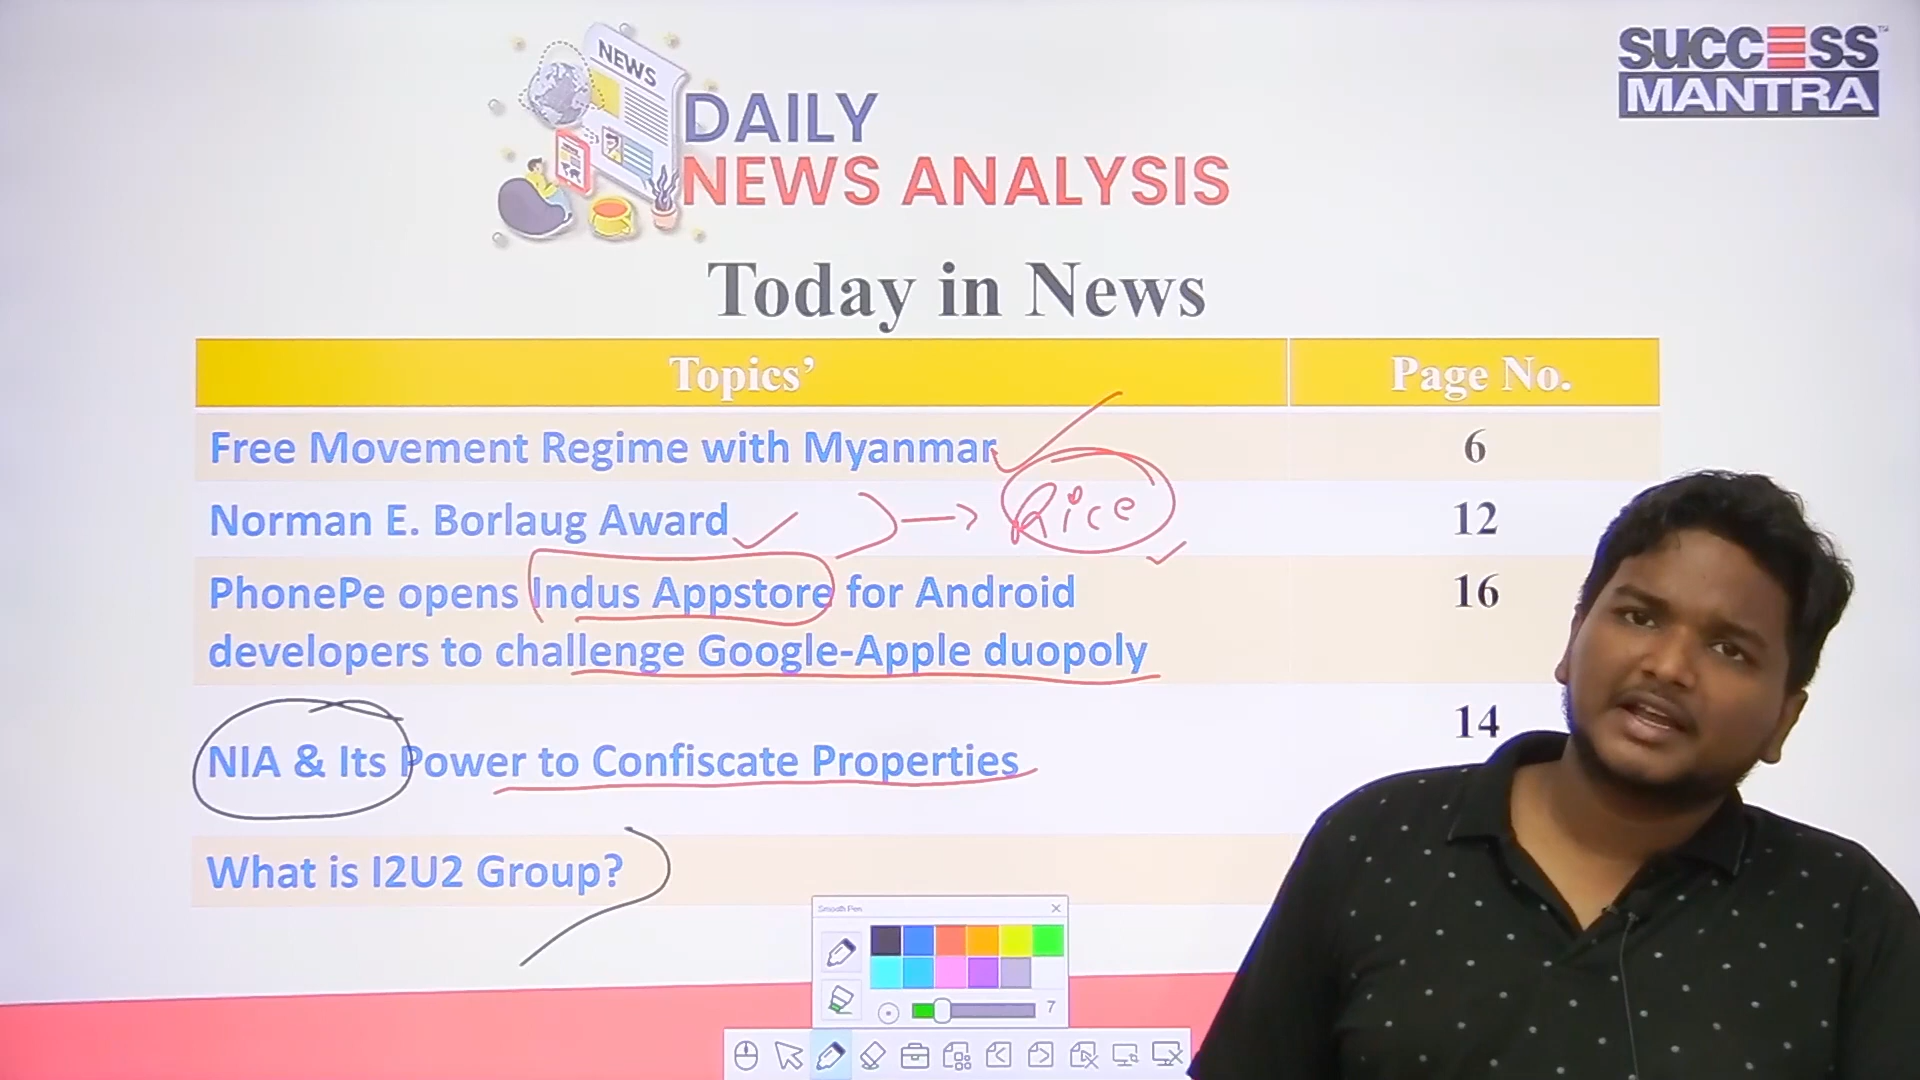 NEWS
DAILY
NEWS ANALYSIS
SUCCESS
MANTRA
Today in News
Topics’ Page No.
Free Movement Regime with Myanmar 6
Norman E. Borlaug Award Rice 12
PhonePe opens Indus Appstore for Android 16
developers to challenge Google-Apple duopoly
NIA & Its Power to Confiscate Properties 14
What is I2U2 Group?
Smooth Pen
7